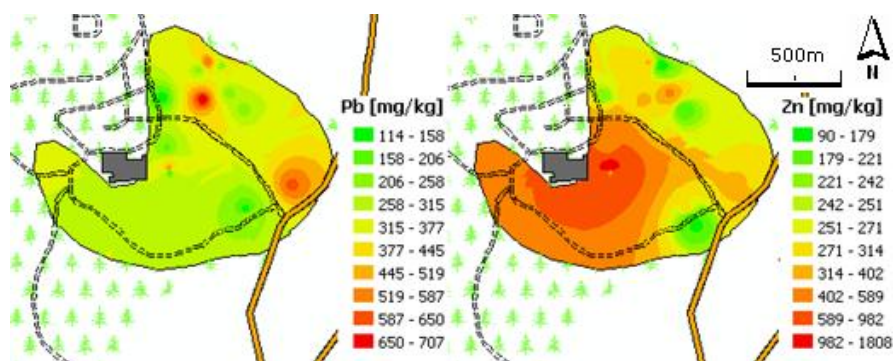 Pb [mg/kg]
114 - 158
158 - 206
206 - 258
258 - 315
315 - 377
377 - 445
445 - 519
519 - 587
587 - 650
650 - 707
500m
N
Zn [mg/kg]
90 - 179
179 - 221
221 - 242
242 - 251
251 - 271
271 - 314
314 - 402
402 - 589
589 - 982
982 - 1808